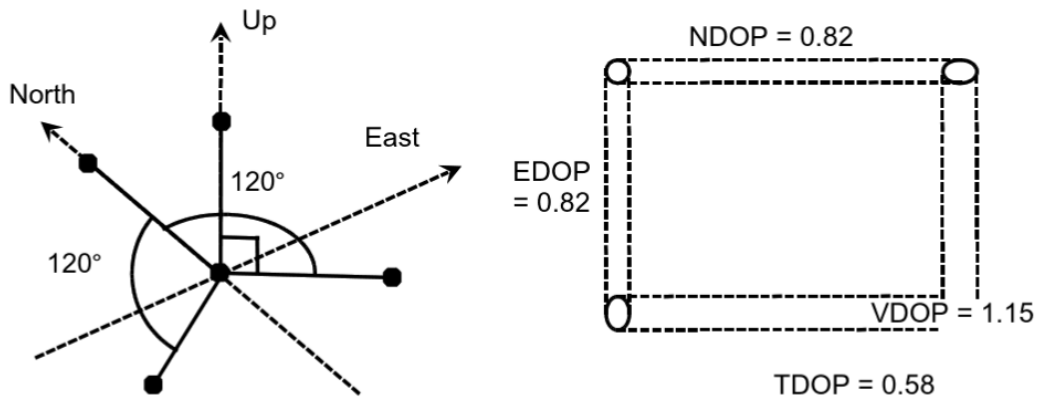 Up
North
East
120°
120°
NDOP = 0.82
EDOP
= 0.82
VDOP = 1.15
TDOP = 0.58